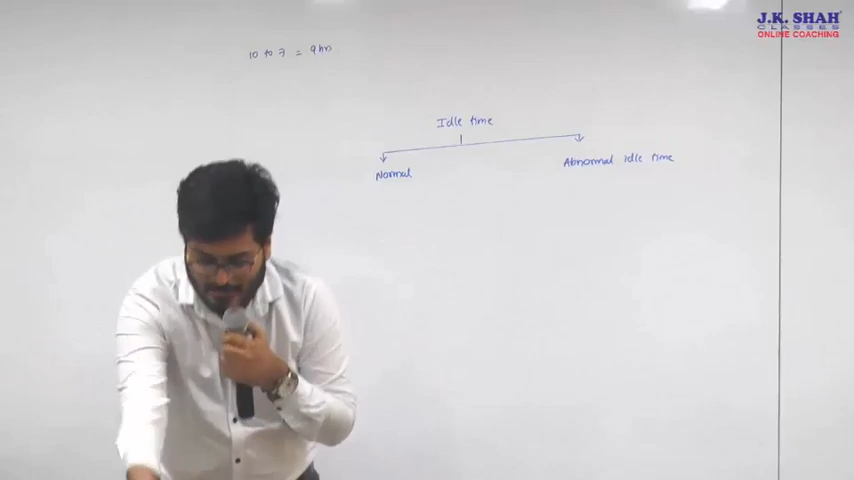 J.K. SHAH
CLASSES
ONLINE COACHING
10 to 7 = 9 hrs
Idle time
Normal
Abnormal idle time